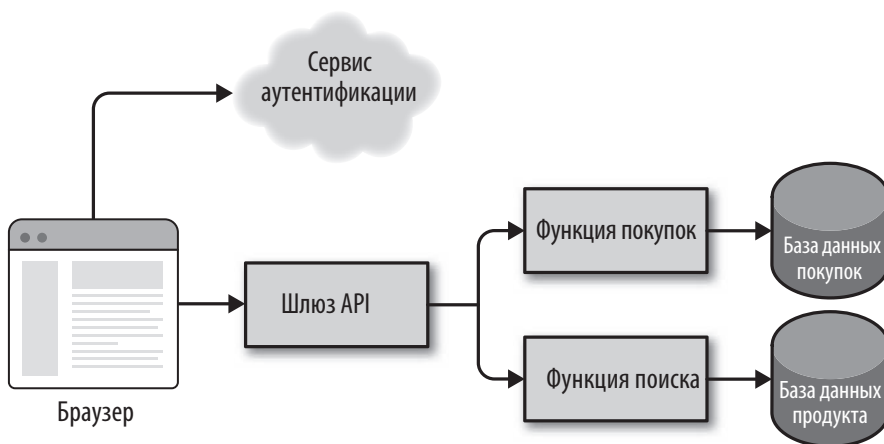 Сервис
аутентификации
Функция покупок
База данных
покупок
Шлюз API
Функция поиска
База данных
продукта
Браузер